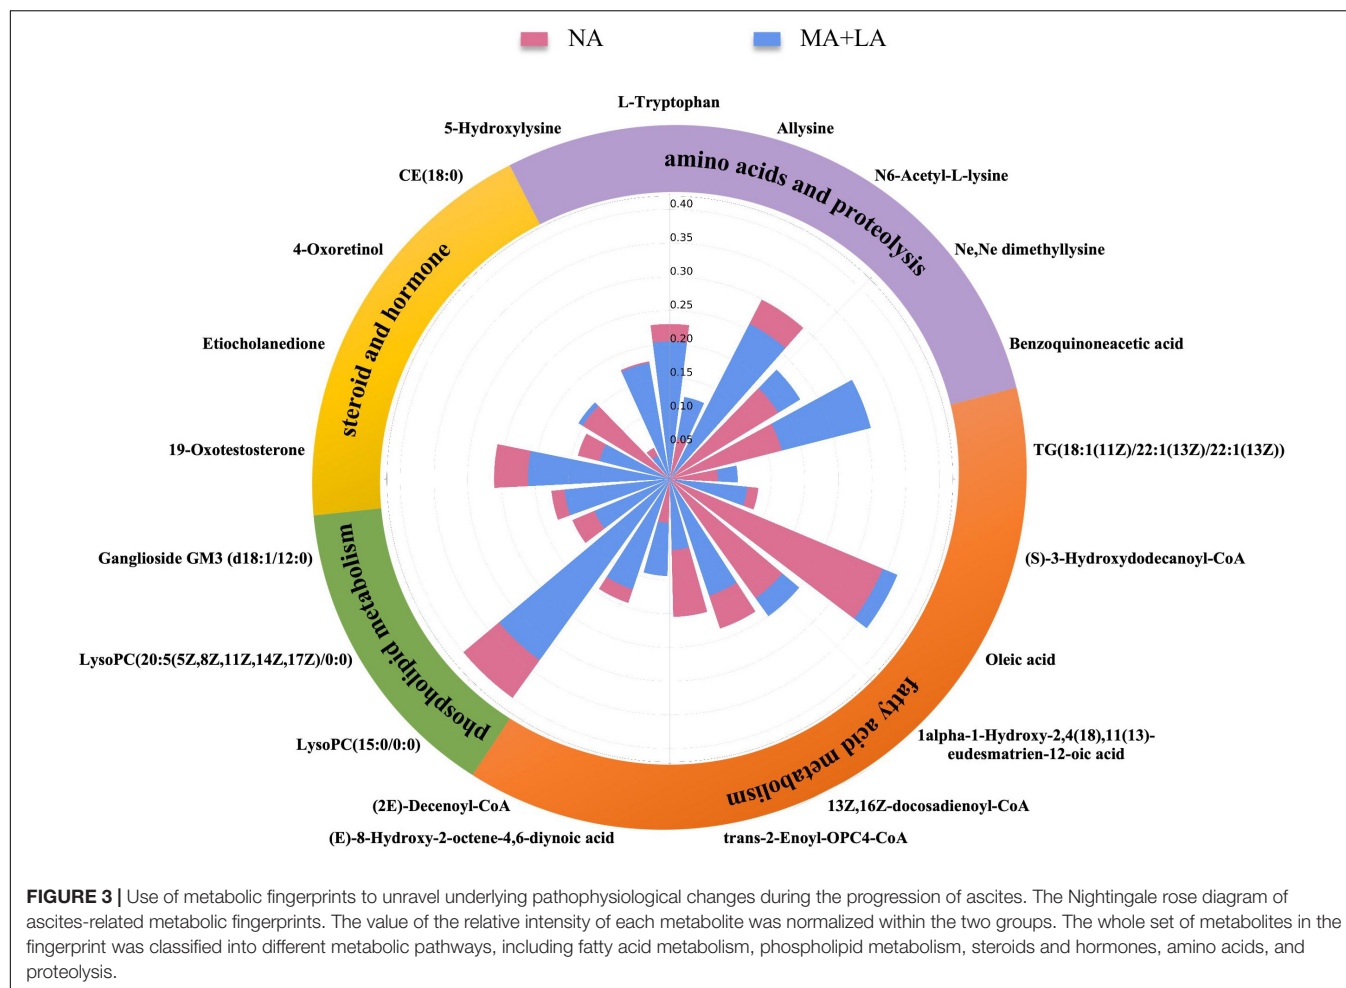 NA
MA+LA
L-Tryptophan
5-Hydroxylysine
Allysine
CE(18:0)
N6-Acetyl-L-lysine
4-Oxoretinol
Ne,Ne dimethyllysine
Etiocholanedione
Benzoquinoneacetic acid
19-Oxotestosterone
TG(18:1(11Z)/22:1(13Z)/22:1(13Z))
Ganglioside GM3 (d18:1/12:0)
(S)-3-Hydroxydodecanoyl-CoA
LysoPC(20:5(5Z,8Z,11Z,14Z,17Z)/0:0)
Oleic acid
LysoPC(15:0/0:0)
1alpha-1-Hydroxy-2,4(18),11(13)-
eudesmatrien-12-oic acid
(2E)-Decenoyl-CoA
13Z,16Z-docosadienoyl-CoA
(E)-8-Hydroxy-2-octene-4,6-diynoic acid
trans-2-Enoyl-OPC4-CoA
amino acids and proteolysis
steroid and hormone
phospholipid metabolism
fatty acid metabolism
0.40
0.35
0.30
0.25
0.20
0.15
0.10
0.05
FIGURE 3 | Use of metabolic fingerprints to unravel underlying pathophysiological changes during the progression of ascites. The Nightingale rose diagram of
ascites-related metabolic fingerprints. The value of the relative intensity of each metabolite was normalized within the two groups. The whole set of metabolites in the
fingerprint was classified into different metabolic pathways, including fatty acid metabolism, phospholipid metabolism, steroids and hormones, amino acids, and
proteolysis.